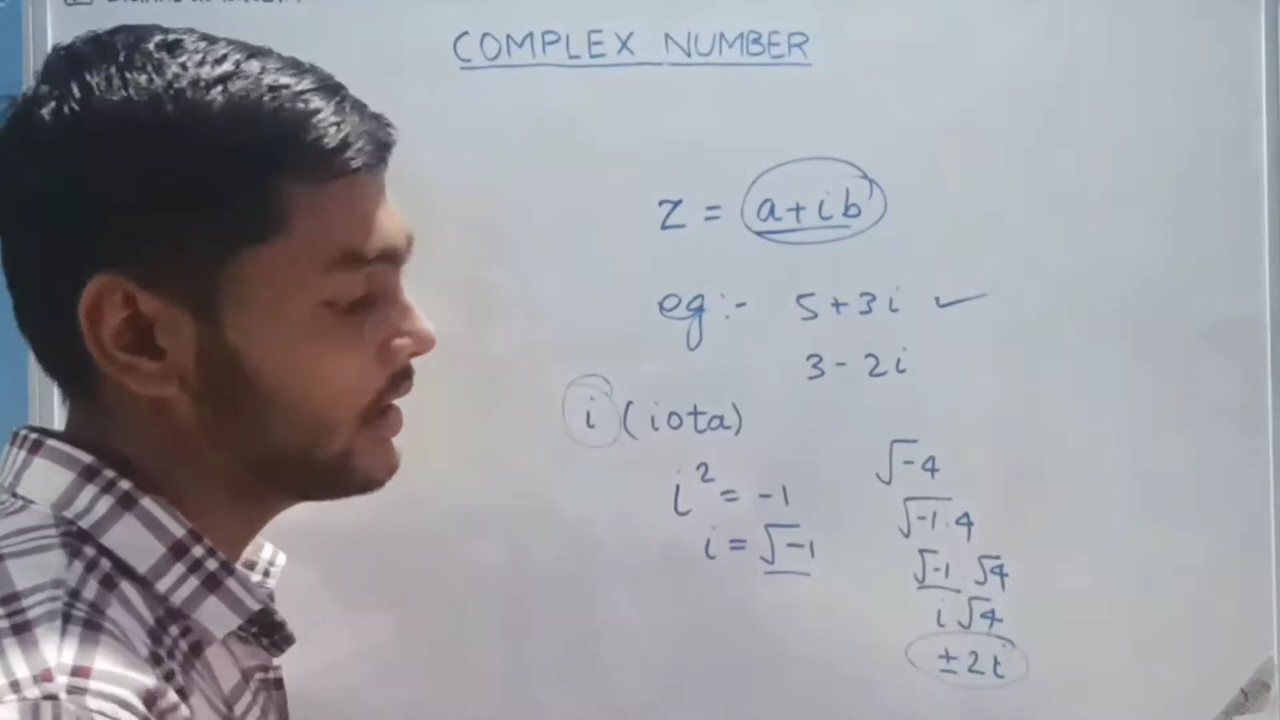 COMPLEX NUMBER
z = a+ib
eg:- 5+3i ✓
3-2i
i (iota)
i² = -1
i = √-1
√-4
√-1.4
√-1 √4
i √4
±2i